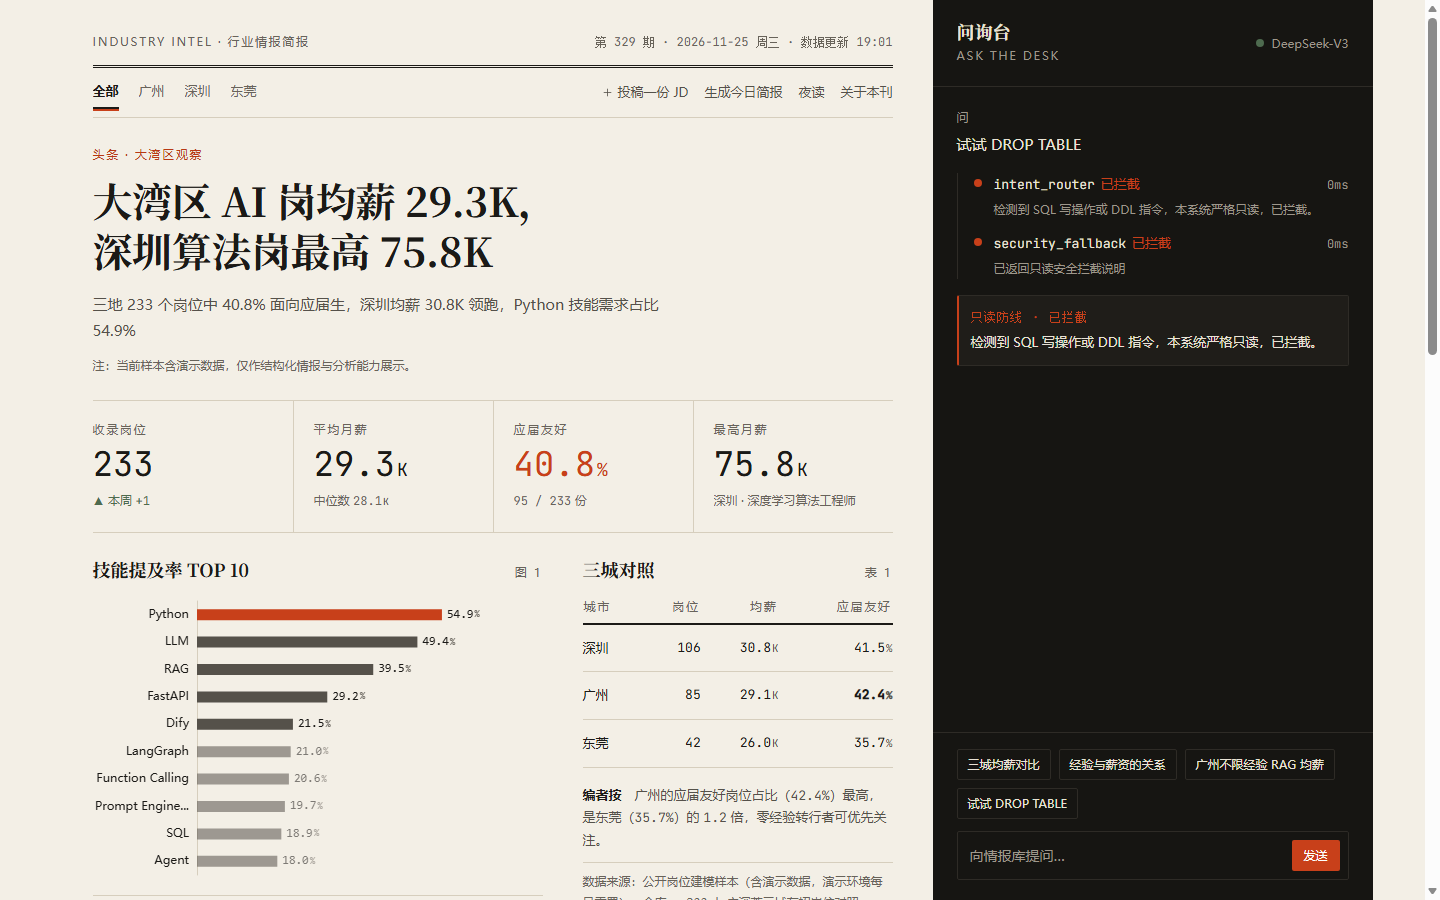 INDUSTRY INTEL · 行业情报简报
第 329 期 · 2026-11-25 周三 · 数据更新 19:01
全部 广州 深圳 东莞
+ 投稿一份 JD 生成今日简报 夜读 关于本刊
头条 · 大湾区观察
大湾区 AI 岗均薪 29.3K,
深圳算法岗最高 75.8K
三地 233 个岗位中 40.8% 面向应届生，深圳均薪 30.8K 领跑，Python 技能需求占比
54.9%
注：当前样本含演示数据，仅作结构化情报与分析能力展示。
收录岗位
233
▲ 本周 +1
平均月薪
29.3K
中位数 28.1K
应届友好
40.8%
95 / 233 份
最高月薪
75.8K
深圳 · 深度学习算法工程师
技能提及率 TOP 10
图 1
Python 54.9%
LLM 49.4%
RAG 39.5%
FastAPI 29.2%
Dify 21.5%
LangGraph 21.0%
Function Calling 20.6%
Prompt Engine... 19.7%
SQL 18.9%
Agent 18.0%
三城对照
表 1
城市 岗位 均薪 应届友好
深圳 106 30.8K 41.5%
广州 85 29.1K 42.4%
东莞 42 26.0K 35.7%
编者按 广州的应届友好岗位占比（42.4%）最高，
是东莞（35.7%）的 1.2 倍，零经验转行者可优先关
注。
数据来源：公开岗位建模样本（含演示数据，演示环境每
问询台
ASK THE DESK
DeepSeek-V3
问
试试 DROP TABLE
intent_router 已拦截 0ms
检测到 SQL 写操作或 DDL 指令，本系统严格只读，已拦截。
security_fallback 已拦截 0ms
已返回只读安全拦截说明
只读防线 · 已拦截
检测到 SQL 写操作或 DDL 指令，本系统严格只读，已拦截。
三城均薪对比 经验与薪资的关系 广州不限经验 RAG 均薪
试试 DROP TABLE
向情报库提问...
发送